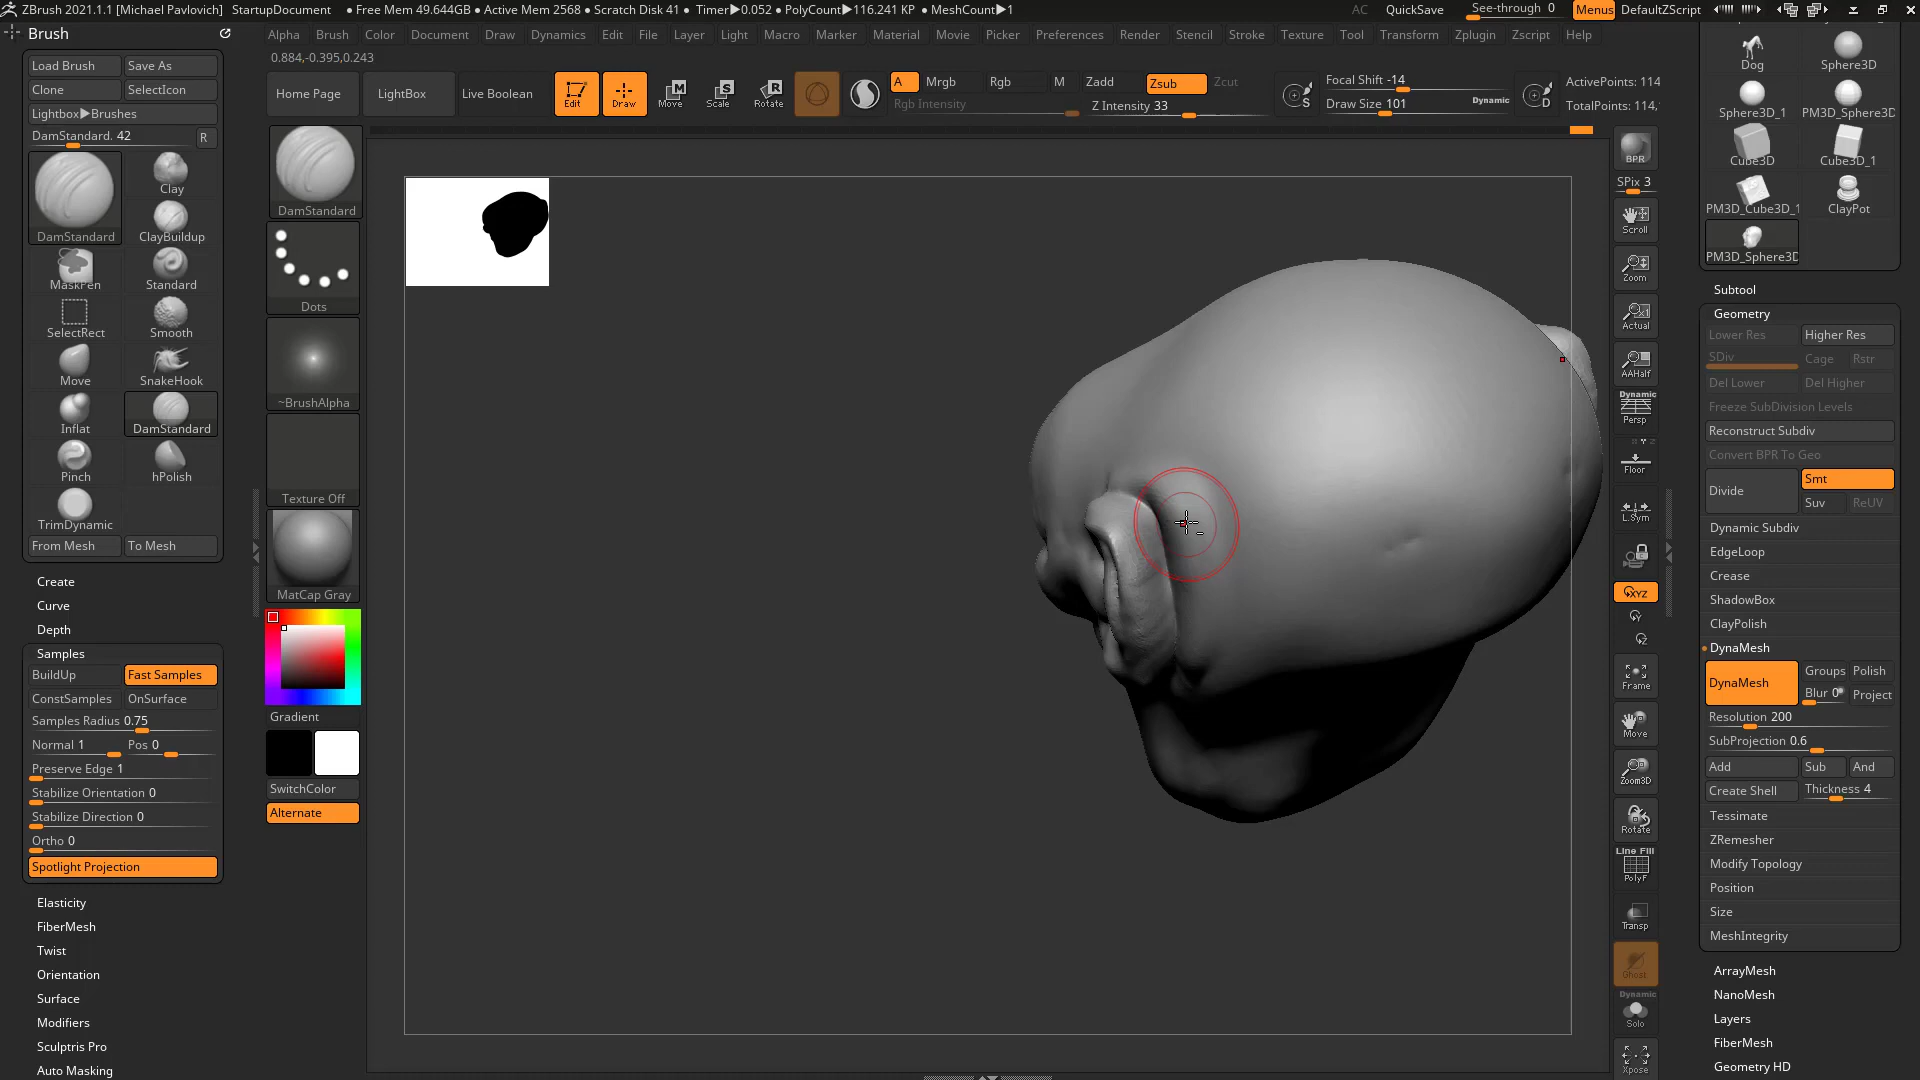 ZBrush 2021.1.1 [Michael Pavlovich] StartupDocument ● Free Mem 49.644GB ● Active Mem 2568 ● Scratch Disk 41 ● Timer▶0.052 ● PolyCount▶116.241 KP ● MeshCount▶1 AC QuickSave See-through 0 Menus DefaultZScript
Brush Alpha Brush Color Document Draw Dynamics Edit File Layer Light Macro Marker Material Movie Picker Preferences Render Stencil Stroke Texture Tool Transform Zplugin Zscript Help
0.884,-0.395,0.243
Load Brush Save As
Clone SelectIcon
Lightbox▶Brushes
DamStandard. 42 R
DamStandard
Clay
ClayBuildup
MaskPen Standard
SelectRect Smooth
Move SnakeHook
Inflat DamStandard
Pinch hPolish
TrimDynamic
From Mesh To Mesh
Create
Curve
Depth
Samples
BuildUp Fast Samples
ConstSamples OnSurface
Samples Radius 0.75
Normal 1 Pos 0
Preserve Edge 1
Stabilize Orientation 0
Stabilize Direction 0
Ortho 0
Spotlight Projection
Elasticity
FiberMesh
Twist
Orientation
Surface
Modifiers
Sculptris Pro
Auto Masking
Home Page LightBox Live Boolean Edit Draw Move Scale Rotate
A Mrgb Rgb M Zadd Zsub Zcut
Rgb Intensity Z Intensity 33
S Focal Shift -14
Draw Size 101 Dynamic D
ActivePoints: 114
TotalPoints: 114,
DamStandard
Dots
~BrushAlpha
Texture Off
MatCap Gray
Gradient
SwitchColor
Alternate
BPR
SPix 3
Scroll
Zoom
Actual
AAHalf
Dynamic
Persp
Floor
L.Sym
XYZ
Frame
Move
Zoom3D
Rotate
Line Fill
PolyF
Transp
Ghost
Dynamic
Solo
Xpose
Dog Sphere3D
Sphere3D_1 PM3D_Sphere3D
Cube3D Cube3D_1
PM3D_Cube3D_1 ClayPot
PM3D_Sphere3D
Subtool
Geometry
Lower Res Higher Res
SDiv Cage Rstr
Del Lower Del Higher
Freeze SubDivision Levels
Reconstruct Subdiv
Convert BPR To Geo
Divide Smt
Suv ReUV
Dynamic Subdiv
EdgeLoop
Crease
ShadowBox
ClayPolish
DynaMesh
DynaMesh Groups Polish
Blur 0 Project
Resolution 200
SubProjection 0.6
Add Sub And
Create Shell Thickness 4
Tessimate
ZRemesher
Modify Topology
Position
Size
MeshIntegrity
ArrayMesh
NanoMesh
Layers
FiberMesh
Geometry HD